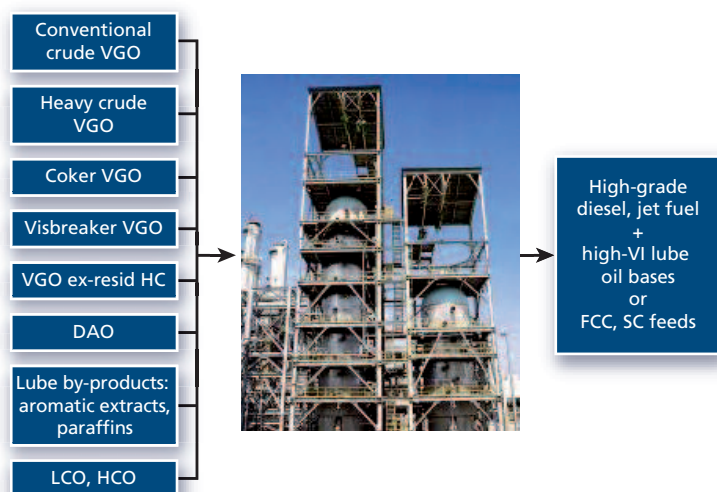 Conventional
crude VGO
Heavy crude
VGO
Coker VGO
Visbreaker VGO
VGO ex-resid HC
DAO
Lube by-products:
aromatic extracts,
paraffins
LCO, HCO
High-grade
diesel, jet fuel
+
high-VI lube
oil bases
or
FCC, SC feeds